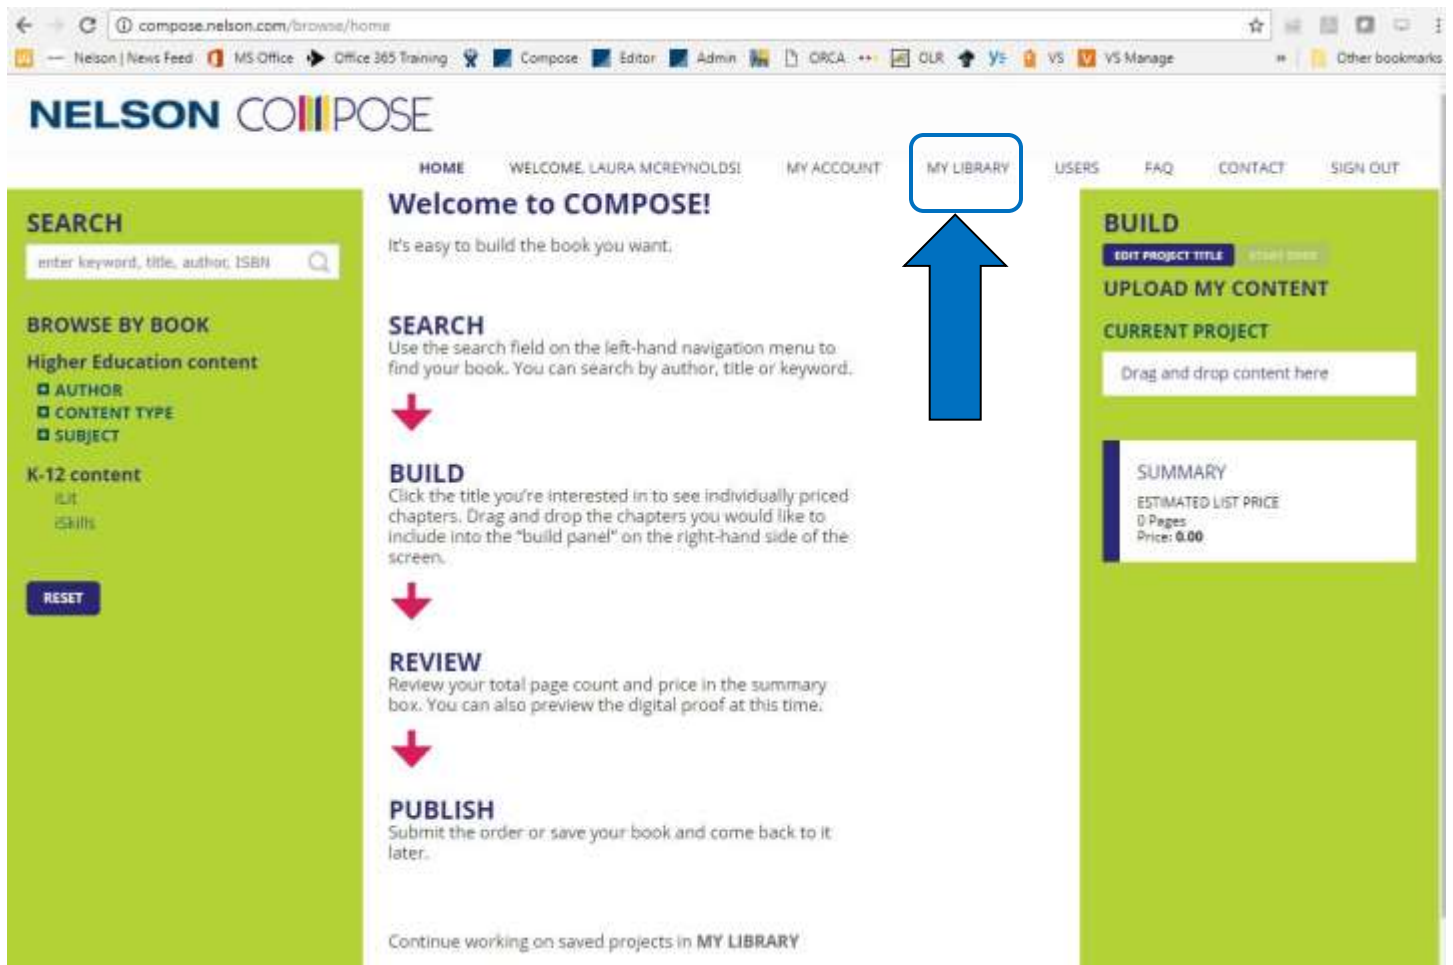 compose.nelson.com/browse/home
Nelson | News Feed MS Office Office 365 Training Compose Editor Admin ORCA OLR VS VS Manage Other bookmarks
NELSON COMPOSE
HOME WELCOME, LAURA MCREYNOLDS! MY ACCOUNT MY LIBRARY USERS FAQ CONTACT SIGN OUT
SEARCH
enter keyword, title, author, ISBN
BROWSE BY BOOK
Higher Education content
AUTHOR
CONTENT TYPE
SUBJECT
K-12 content
iLit
iSkills
RESET
Welcome to COMPOSE!
It's easy to build the book you want.
SEARCH
Use the search field on the left-hand navigation menu to
find your book. You can search by author, title or keyword.
BUILD
Click the title you're interested in to see individually priced
chapters. Drag and drop the chapters you would like to
include into the "build panel" on the right-hand side of the
screen.
REVIEW
Review your total page count and price in the summary
box. You can also preview the digital proof at this time.
PUBLISH
Submit the order or save your book and come back to it
later.
Continue working on saved projects in MY LIBRARY
BUILD
EDIT PROJECT TITLE
UPLOAD MY CONTENT
CURRENT PROJECT
Drag and drop content here
SUMMARY
ESTIMATED LIST PRICE
0 Pages
Price: 0.00